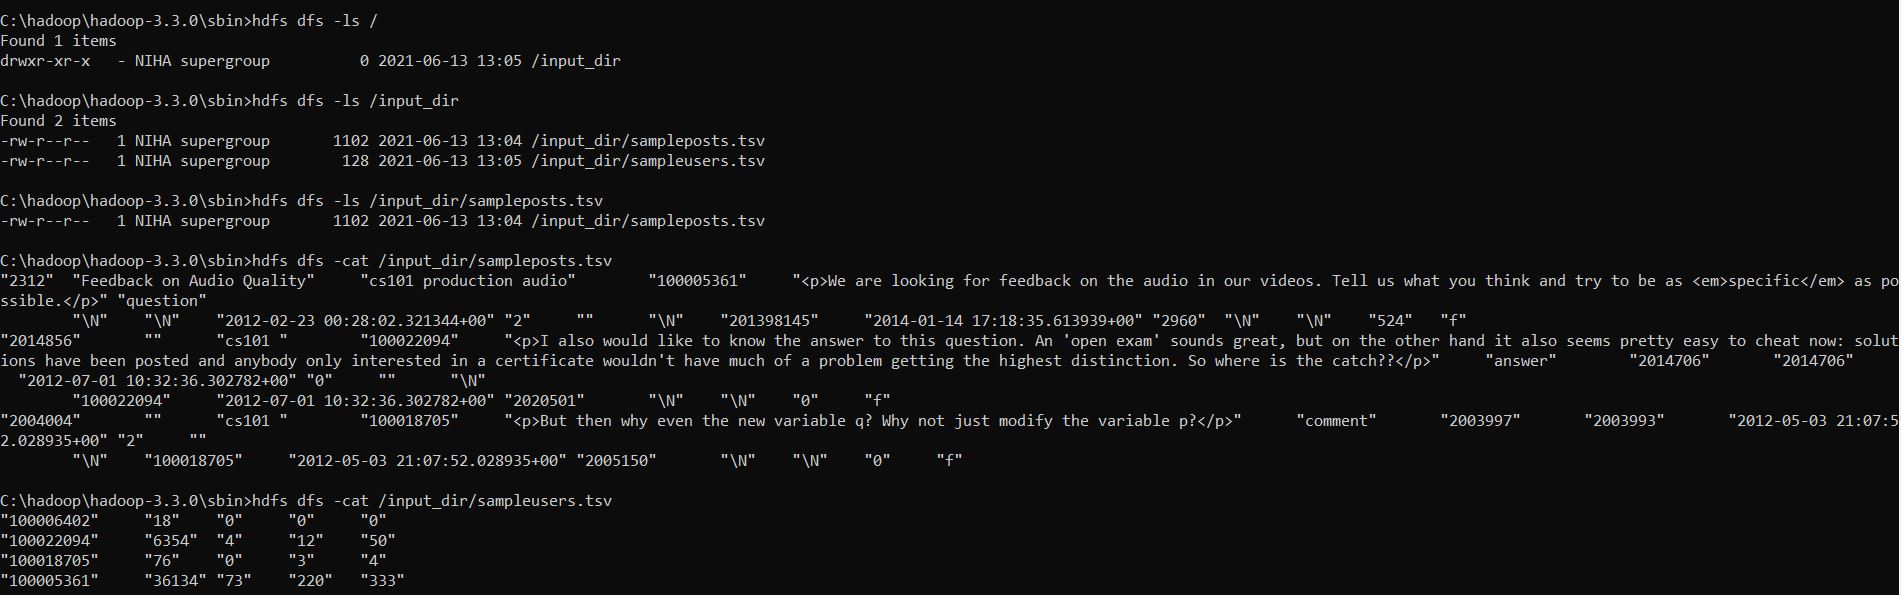 C:\hadoop\hadoop-3.3.0\sbin>hdfs dfs -ls /
Found 1 items
drwxr-xr-x   - NIHA supergroup          0 2021-06-13 13:05 /input_dir
C:\hadoop\hadoop-3.3.0\sbin>hdfs dfs -ls /input_dir
Found 2 items
-rw-r--r--   1 NIHA supergroup       1102 2021-06-13 13:04 /input_dir/sampleposts.tsv
-rw-r--r--   1 NIHA supergroup        128 2021-06-13 13:05 /input_dir/sampleusers.tsv
C:\hadoop\hadoop-3.3.0\sbin>hdfs dfs -ls /input_dir/sampleposts.tsv
-rw-r--r--   1 NIHA supergroup       1102 2021-06-13 13:04 /input_dir/sampleposts.tsv
C:\hadoop\hadoop-3.3.0\sbin>hdfs dfs -cat /input_dir/sampleposts.tsv
"2312"  "Feedback on Audio Quality"     "cs101 production audio"        "100005361"     "<p>We are looking for feedback on the audio in our videos. Tell us what you think and try to be as <em>specific</em> as po
ssible.</p>" "question"
        "\N"    "\N"    "2012-02-23 00:28:02.321344+00" "2"     ""      "\N"    "201398145"     "2014-01-14 17:18:35.613939+00" "2960"  "\N"    "\N"    "524"   "f"
"2014856"       ""      "cs101 "        "100022094"     "<p>I also would like to know the answer to this question. An 'open exam' sounds great, but on the other hand it also seems pretty easy to cheat now: solut
ions have been posted and anybody only interested in a certificate wouldn't have much of a problem getting the highest distinction. So where is the catch??</p>"     "answer"        "2014706"       "2014706"
  "2012-07-01 10:32:36.302782+00" "0"     ""      "\N"
        "100022094"     "2012-07-01 10:32:36.302782+00" "2020501"       "\N"    "\N"    "0"     "f"
"2004004"       ""      "cs101 "        "100018705"     "<p>But then why even the new variable q? Why not just modify the variable p?</p>"      "comment"       "2003997"       "2003993"       "2012-05-03 21:07:5
2.028935+00" "2"     ""
        "\N"    "100018705"     "2012-05-03 21:07:52.028935+00" "2005150"       "\N"    "\N"    "0"     "f"
C:\hadoop\hadoop-3.3.0\sbin>hdfs dfs -cat /input_dir/sampleusers.tsv
"100006402"     "18"    "0"     "0"     "0"
"100022094"     "6354"  "4"     "12"    "50"
"100018705"     "76"    "0"     "3"     "4"
"100005361"     "36134" "73"    "220"   "333"